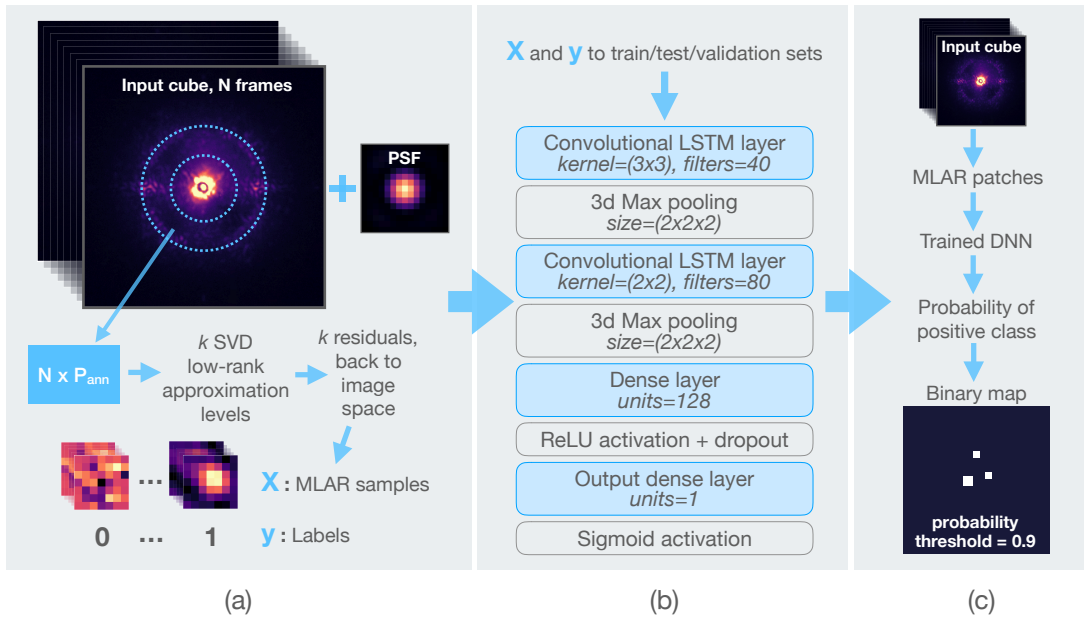 Input cube, N frames
PSF
N x Pann
k SVD
low-rank
approximation
levels
k residuals,
back to
image
space
...
X : MLAR samples
0 ... 1
y : Labels
(a)
X and y to train/test/validation sets
Convolutional LSTM layer
kernel=(3x3), filters=40
3d Max pooling
size=(2x2x2)
Convolutional LSTM layer
kernel=(2x2), filters=80
3d Max pooling
size=(2x2x2)
Dense layer
units=128
ReLU activation + dropout
Output dense layer
units=1
Sigmoid activation
(b)
Input cube
MLAR patches
Trained DNN
Probability of
positive class
Binary map
probability
threshold = 0.9
(c)